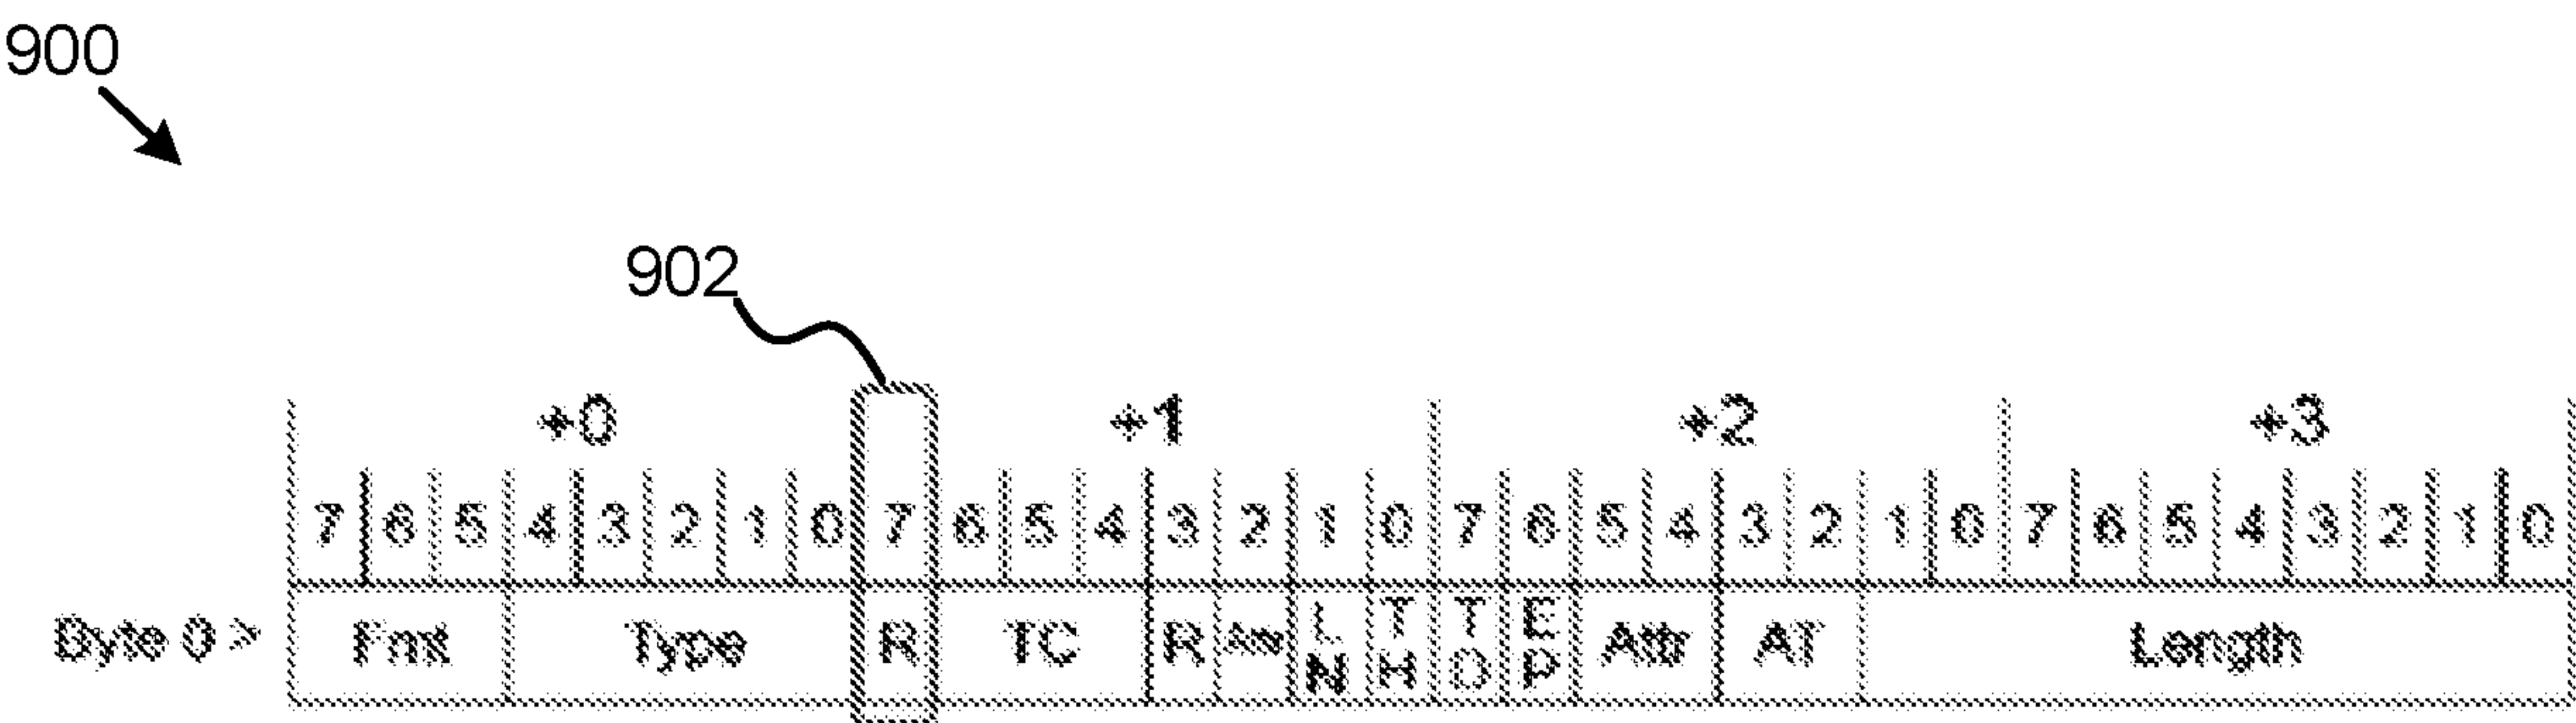 900
902
+0 +1 +2 +3
7 6 5 4 3 2 1 0 7 6 5 4 3 2 1 0 7 6 5 4 3 2 1 0 7 6 5 4 3 2 1 0
Byte 0 > Fmt Type R TC R LN TH TD EP Attr AT Length